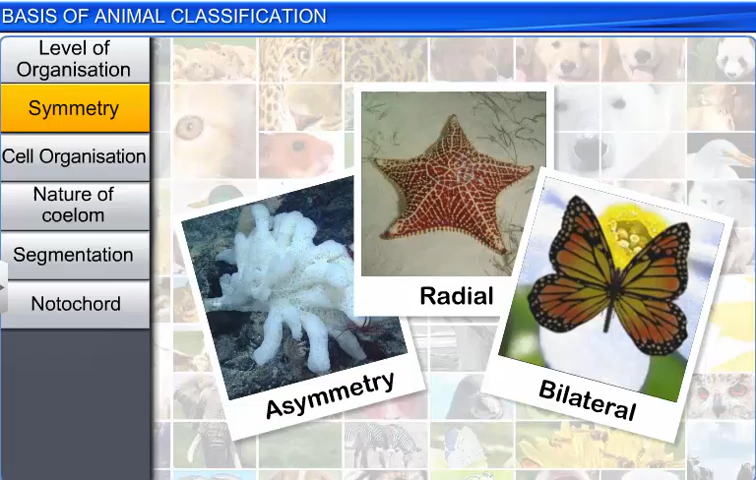 BASIS OF ANIMAL CLASSIFICATION
Level of
Organisation
Symmetry
Cell Organisation
Nature of
coelom
Segmentation
Notochord
Asymmetry
Radial
Bilateral